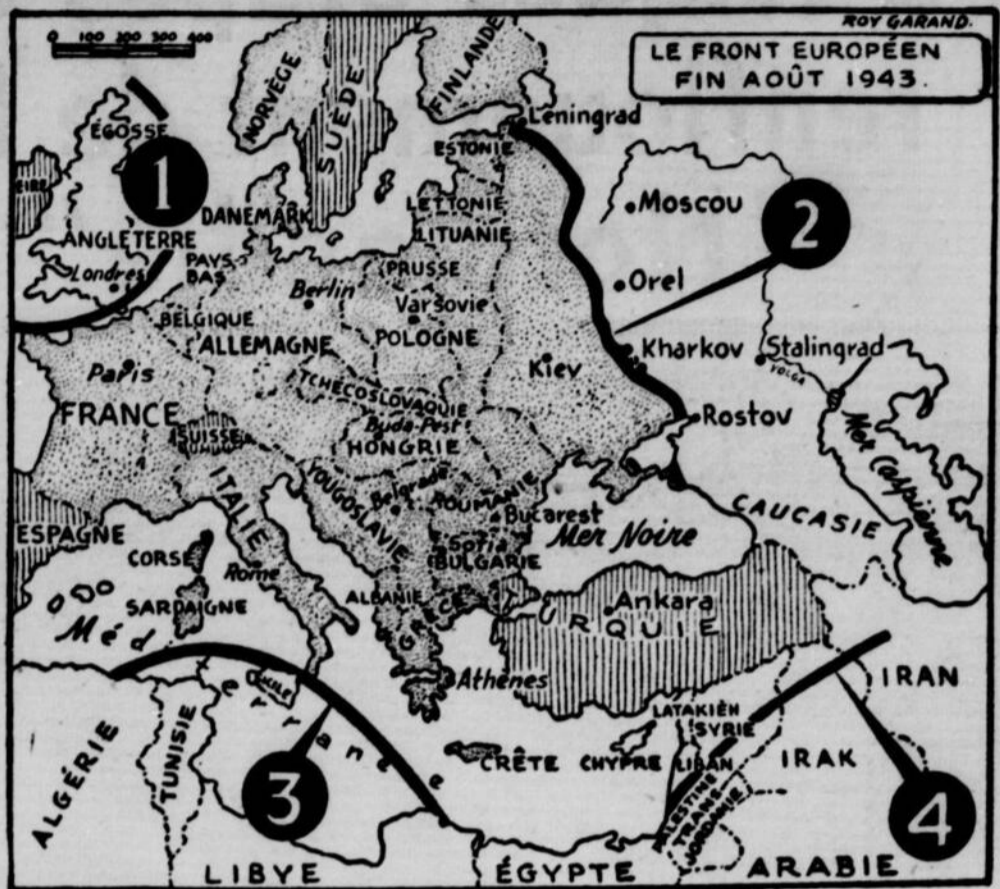 ROY GARAND.
0 100 200 300 400
LE FRONT EUROPÉEN
FIN AOÛT 1943.
NORVÈGE
SUÈDE
FINLANDE
Leningrad
ÉCOSSE
1
ESTONIE
EIRE
Moscou
2
DANEMARK
LETTONIE
ANGLETERRE
LITUANIE
Londres
PAYS
BAS
PRUSSE
Orel
Berlin
Varsovie
BELGIQUE
ALLEMAGNE
POLOGNE
Kharkov
Stalingrad
VOLGA
Paris
Kiev
TCHÉCOSLOVAQUIE
FRANCE
Rostov
Buda-Pest
SUISSE
HONGRIE
Mer Caspienne
ITALIE
YOUGOSLAVIE
Belgrade
ROUMANIE
Bucarest
CAUCASIE
ESPAGNE
Mer Noire
CORSE
Sofia
BULGARIE
Rome
ALBANIE
SARDAIGNE
GRÈCE
Ankara
TURQUIE
Méditerranée
SICILE
Athènes
IRAN
LATAKIÈH
SYRIE
ALGÉRIE
TUNISIE
CRÊTE
CHYPRE
LIBAN
IRAK
3
PALESTINE
TRANS-
JORDANIE
4
LIBYE
ÉGYPTE
ARABIE